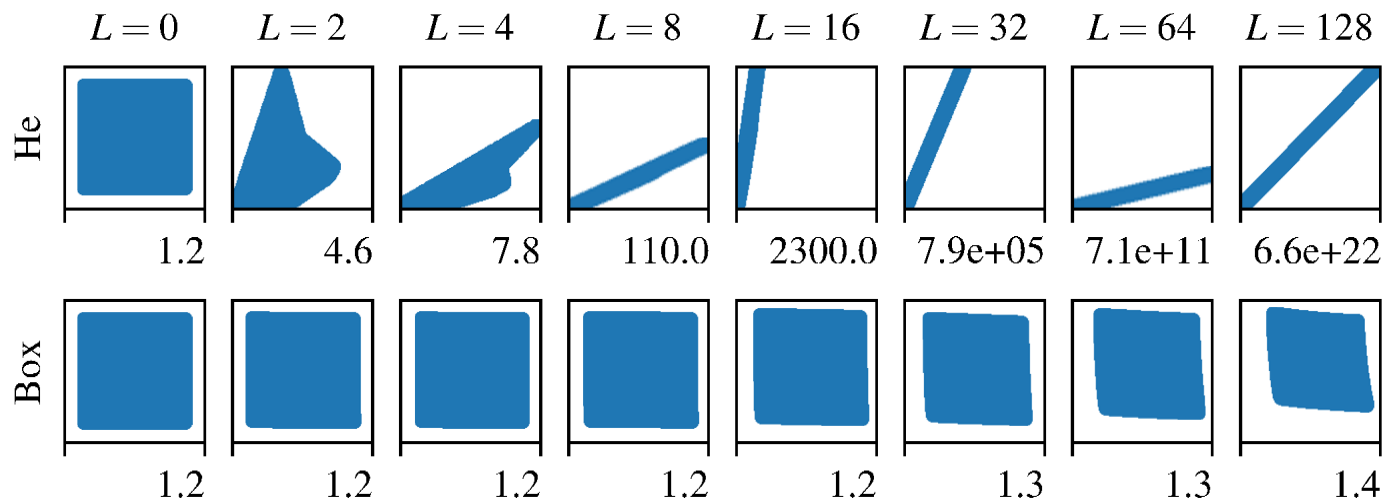 L = 0 L = 2 L = 4 L = 8 L = 16 L = 32 L = 64 L = 128
He
1.2 4.6 7.8 110.0 2300.0 7.9e+05 7.1e+11 6.6e+22
Box
1.2 1.2 1.2 1.2 1.2 1.3 1.3 1.4